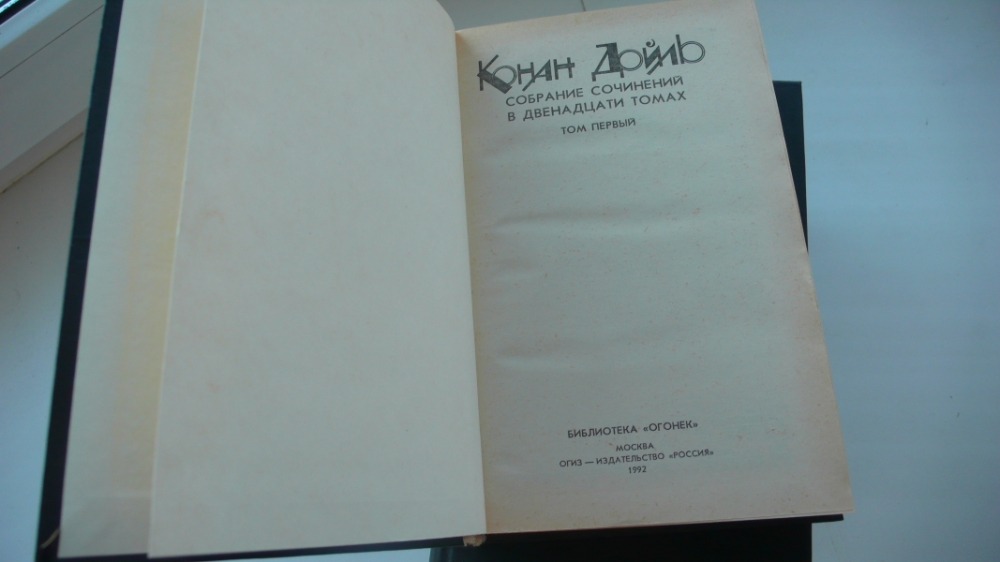 Конан Дойль
СОБРАНИЕ СОЧИНЕНИЙ
В ДВЕНАДЦАТИ ТОМАХ
ТОМ ПЕРВЫЙ
БИБЛИОТЕКА «ОГОНЕК»
МОСКВА
ОГИЗ — ИЗДАТЕЛЬСТВО «РОССИЯ»
1992